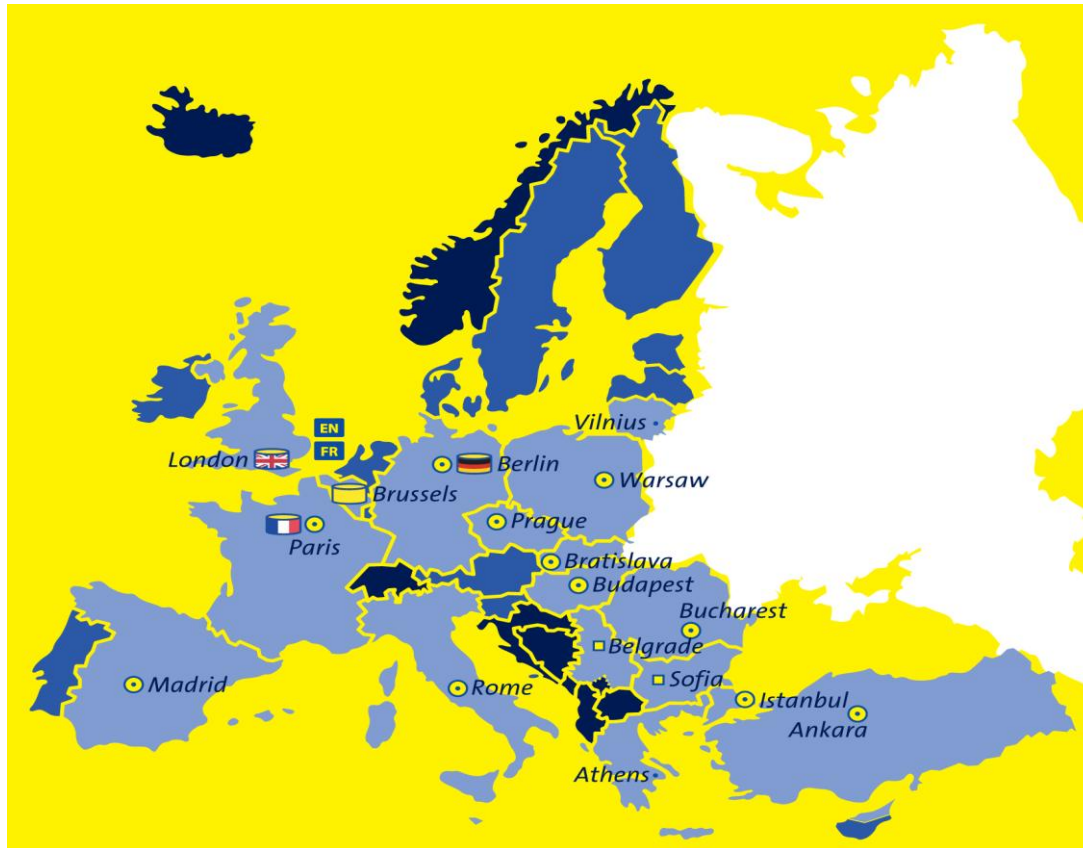 Vilnius
EN
FR
London
Berlin
Brussels
Warsaw
Prague
Paris
Bratislava
Budapest
Bucharest
Belgrade
Madrid
Rome
Sofia
Istanbul
Ankara
Athens